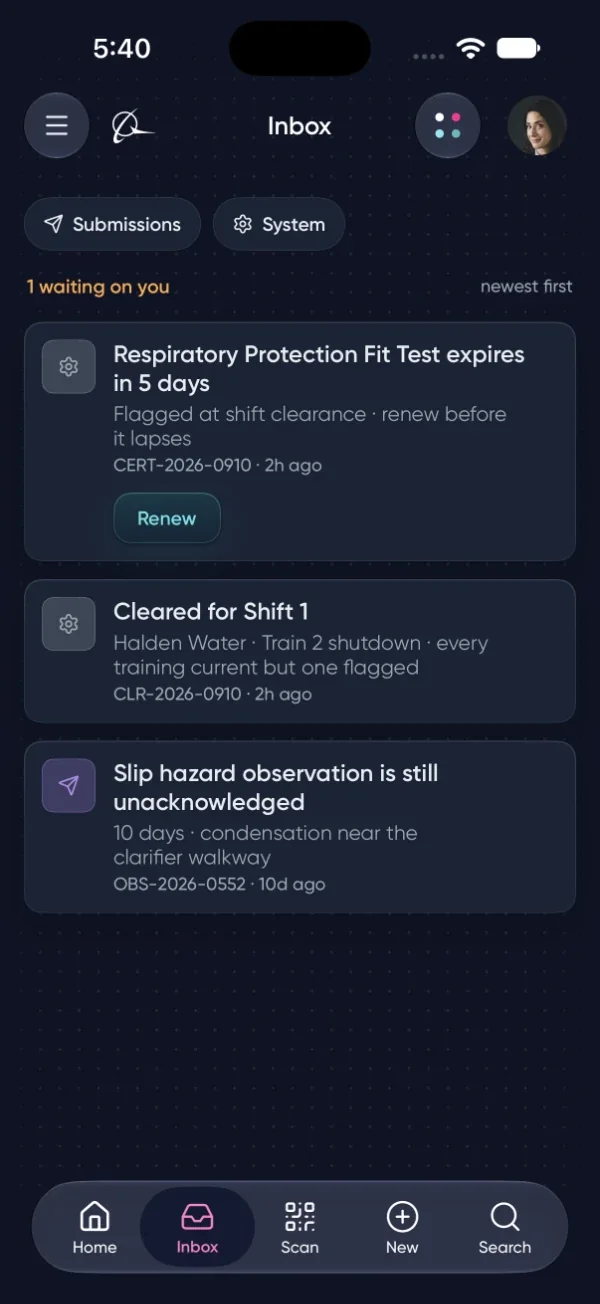 5:40
Inbox
Submissions
System
1 waiting on you
newest first
Respiratory Protection Fit Test expires
in 5 days
Flagged at shift clearance · renew before
it lapses
CERT-2026-0910 · 2h ago
Renew
Cleared for Shift 1
Halden Water · Train 2 shutdown · every
training current but one flagged
CLR-2026-0910 · 2h ago
Slip hazard observation is still
unacknowledged
10 days · condensation near the
clarifier walkway
OBS-2026-0552 · 10d ago
Home
Inbox
Scan
New
Search